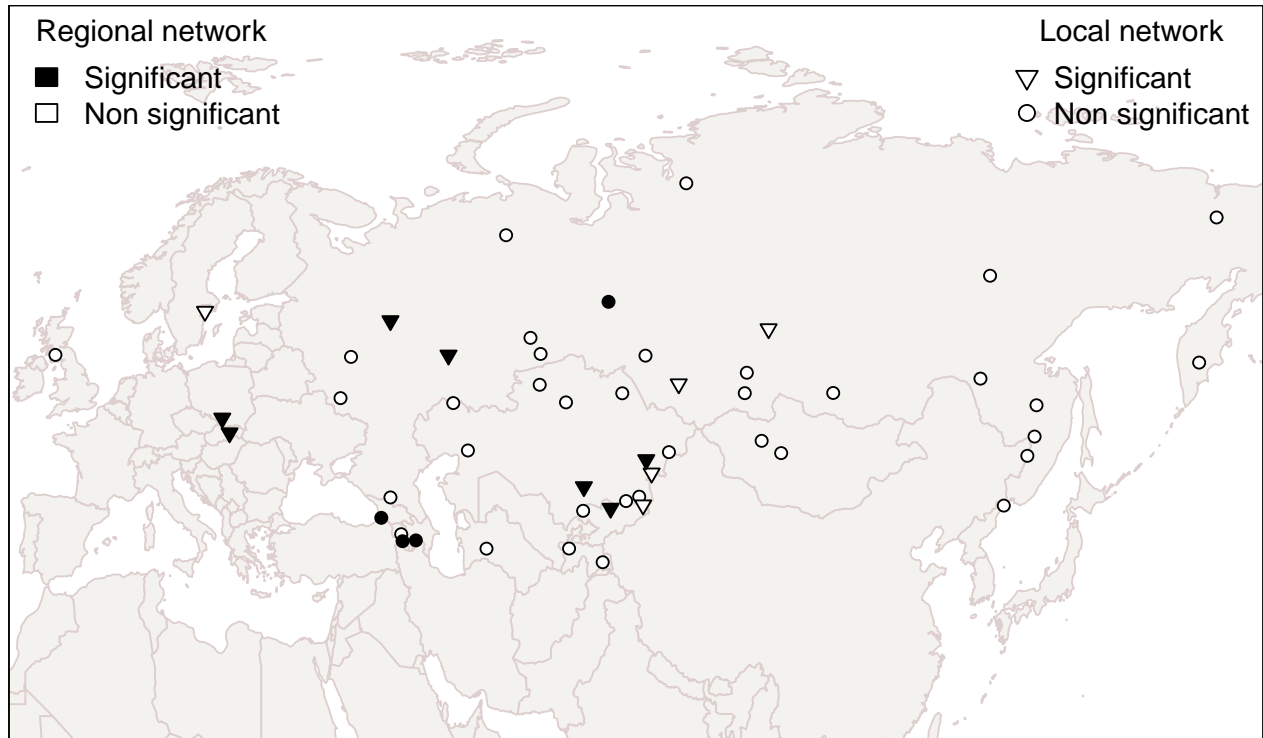 Regional network
Significant
Non significant
Local network
Significant
Non significant